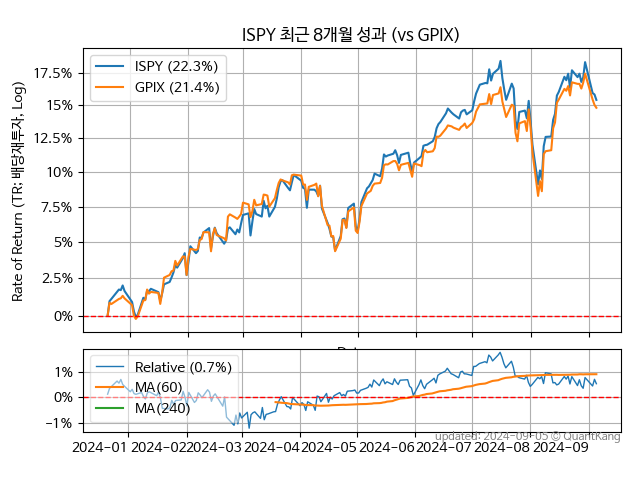 ISPY 최근 8개월 성과 (vs GPIX)
Rate of Return (TR: 배당재투자, Log)
17.5%
15%
12.5%
10%
7.5%
5%
2.5%
0%
ISPY (22.3%)
GPIX (21.4%)
1%
0%
−1%
Relative (0.7%)
MA(60)
MA(240)
2024−01
2024−02
2024−03
2024−04
2024−05
2024−06
2024−07
2024−08
2024−09
updated: 2024−09−05 © QuantKang